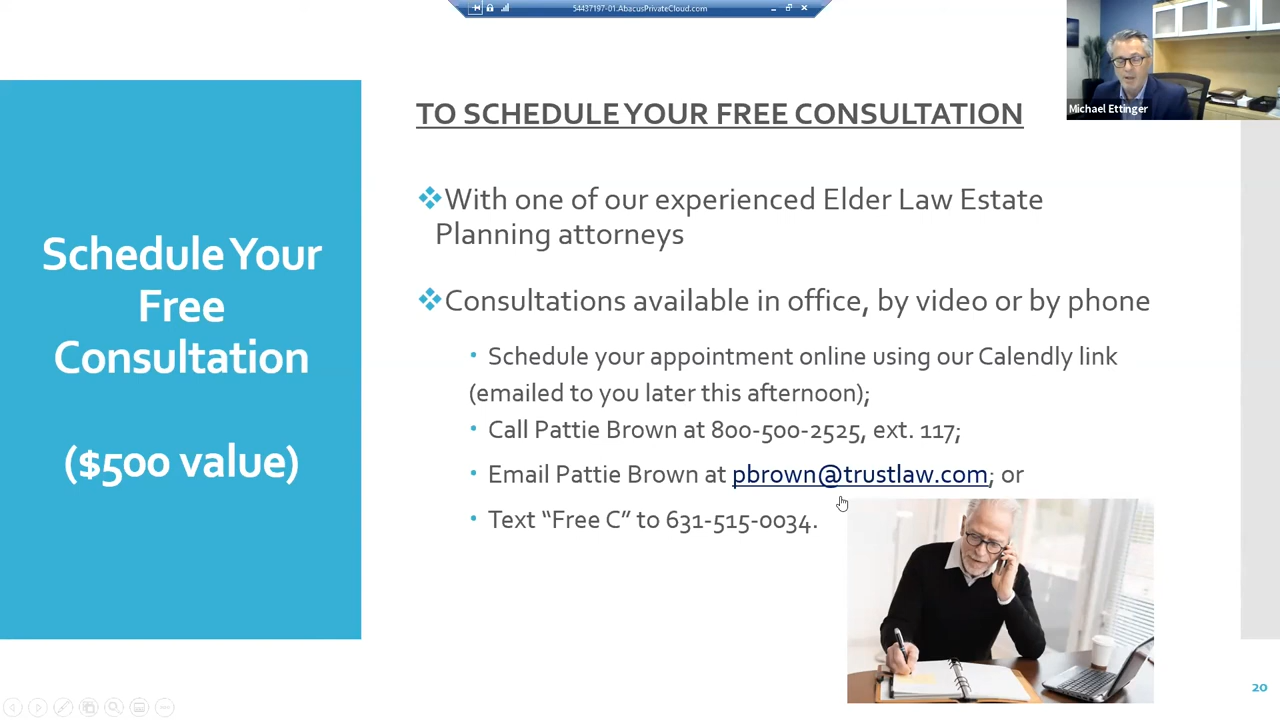 54437197-01.AbacusPrivateCloud.com
Michael Ettinger
Schedule Your
Free
Consultation
($500 value)
TO SCHEDULE YOUR FREE CONSULTATION
With one of our experienced Elder Law Estate
Planning attorneys
Consultations available in office, by video or by phone
• Schedule your appointment online using our Calendly link
(emailed to you later this afternoon);
• Call Pattie Brown at 800-500-2525, ext. 117;
• Email Pattie Brown at pbrown@trustlaw.com; or
• Text “Free C” to 631-515-0034.
20